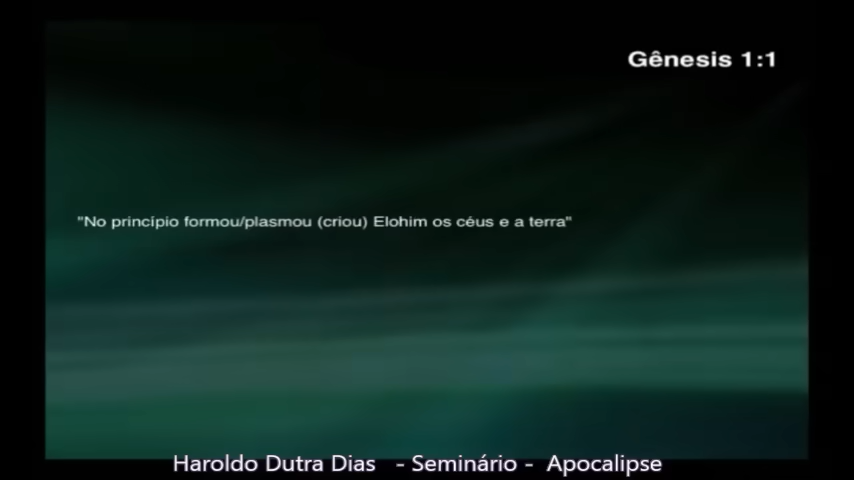 Gênesis 1:1
"No princípio formou/plasmou (criou) Elohim os céus e a terra"
Haroldo Dutra Dias - Seminário - Apocalipse